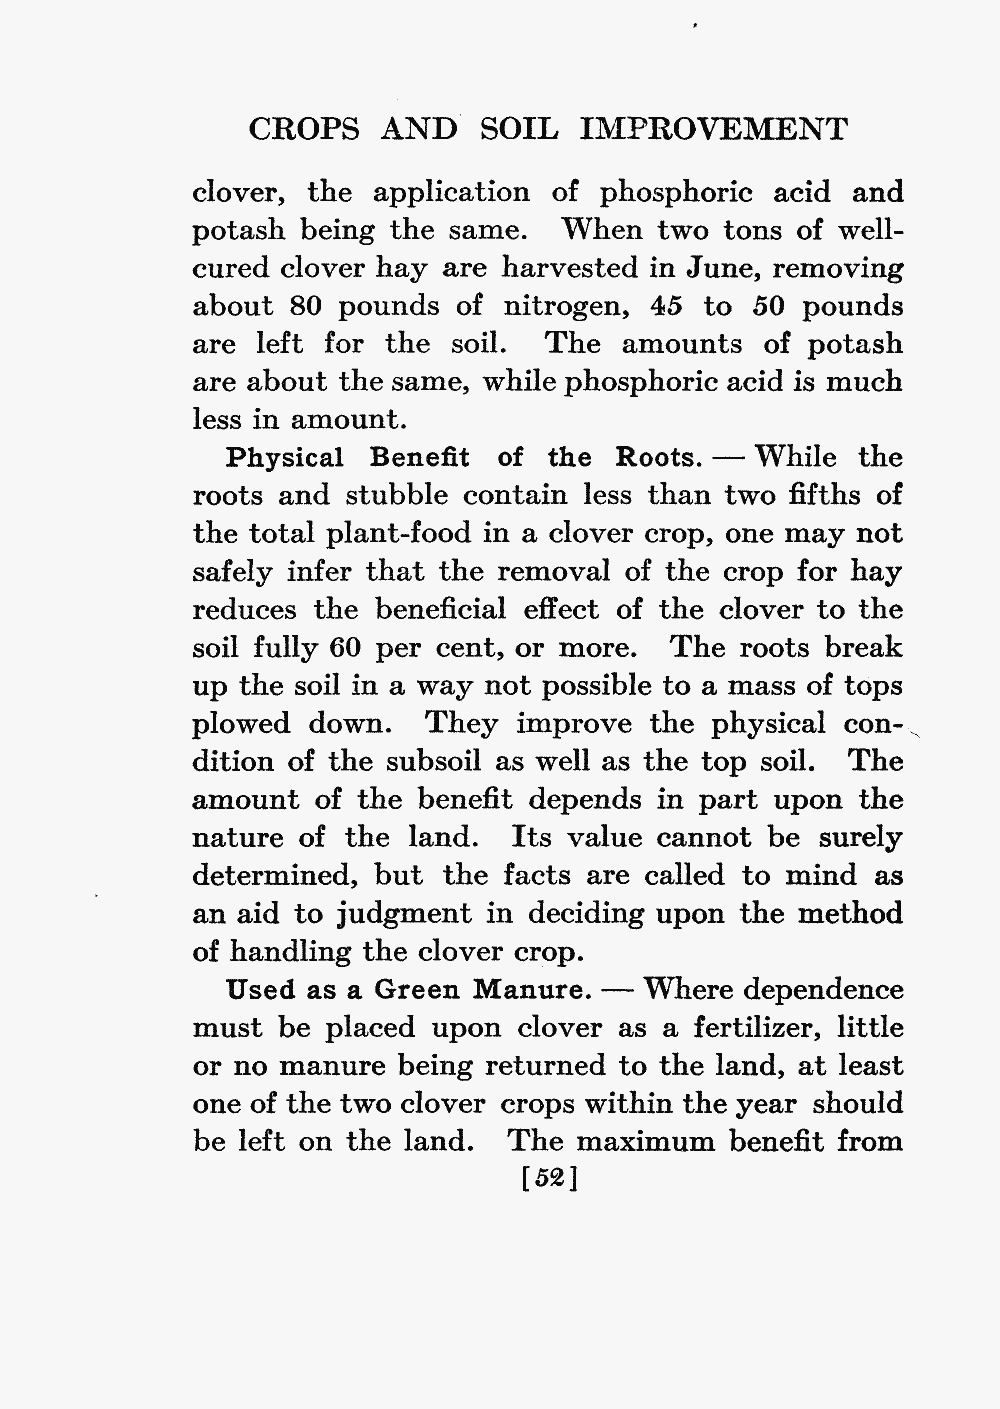 CROPS AND SOIL IMPROVEMENT
clover, the application of phosphoric acid and
potash being the same. When two tons of well-
cured clover hay are harvested in June, removing
about 80 pounds of nitrogen, 45 to 50 pounds
are left for the soil. The amounts of potash
are about the same, while phosphoric acid is much
less in amount.
Physical Benefit of the Roots. — While the
roots and stubble contain less than two fifths of
the total plant-food in a clover crop, one may not
safely infer that the removal of the crop for hay
reduces the beneficial effect of the clover to the
soil fully 60 per cent, or more. The roots break
up the soil in a way not possible to a mass of tops
plowed down. They improve the physical con-
dition of the subsoil as well as the top soil. The
amount of the benefit depends in part upon the
nature of the land. Its value cannot be surely
determined, but the facts are called to mind as
an aid to judgment in deciding upon the method
of handling the clover crop.
Used as a Green Manure. — Where dependence
must be placed upon clover as a fertilizer, little
or no manure being returned to the land, at least
one of the two clover crops within the year should
be left on the land. The maximum benefit from
[52]